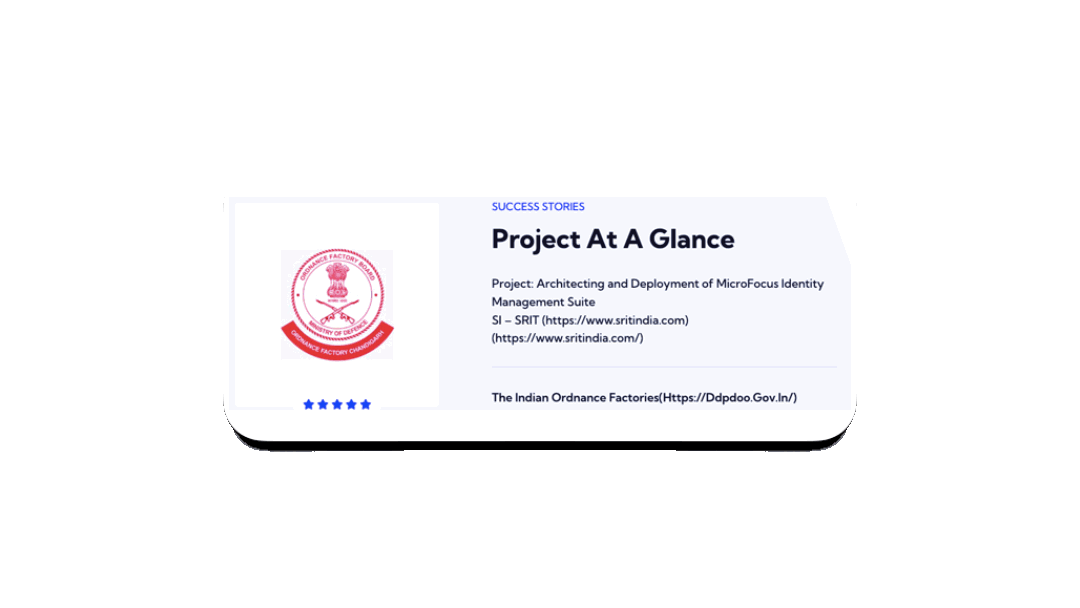 SUCCESS STORIES
Project At A Glance
Project: Architecting and Deployment of MicroFocus Identity
Management Suite
SI – SRIT (https://www.sritindia.com)
(https://www.sritindia.com/)
The Indian Ordnance Factories(Https://Ddpdoo.Gov.In/)
ORDNANCE FACTORY BOARD
MINISTRY OF DEFENCE
ORDNANCE FACTORY CHANDIGARH